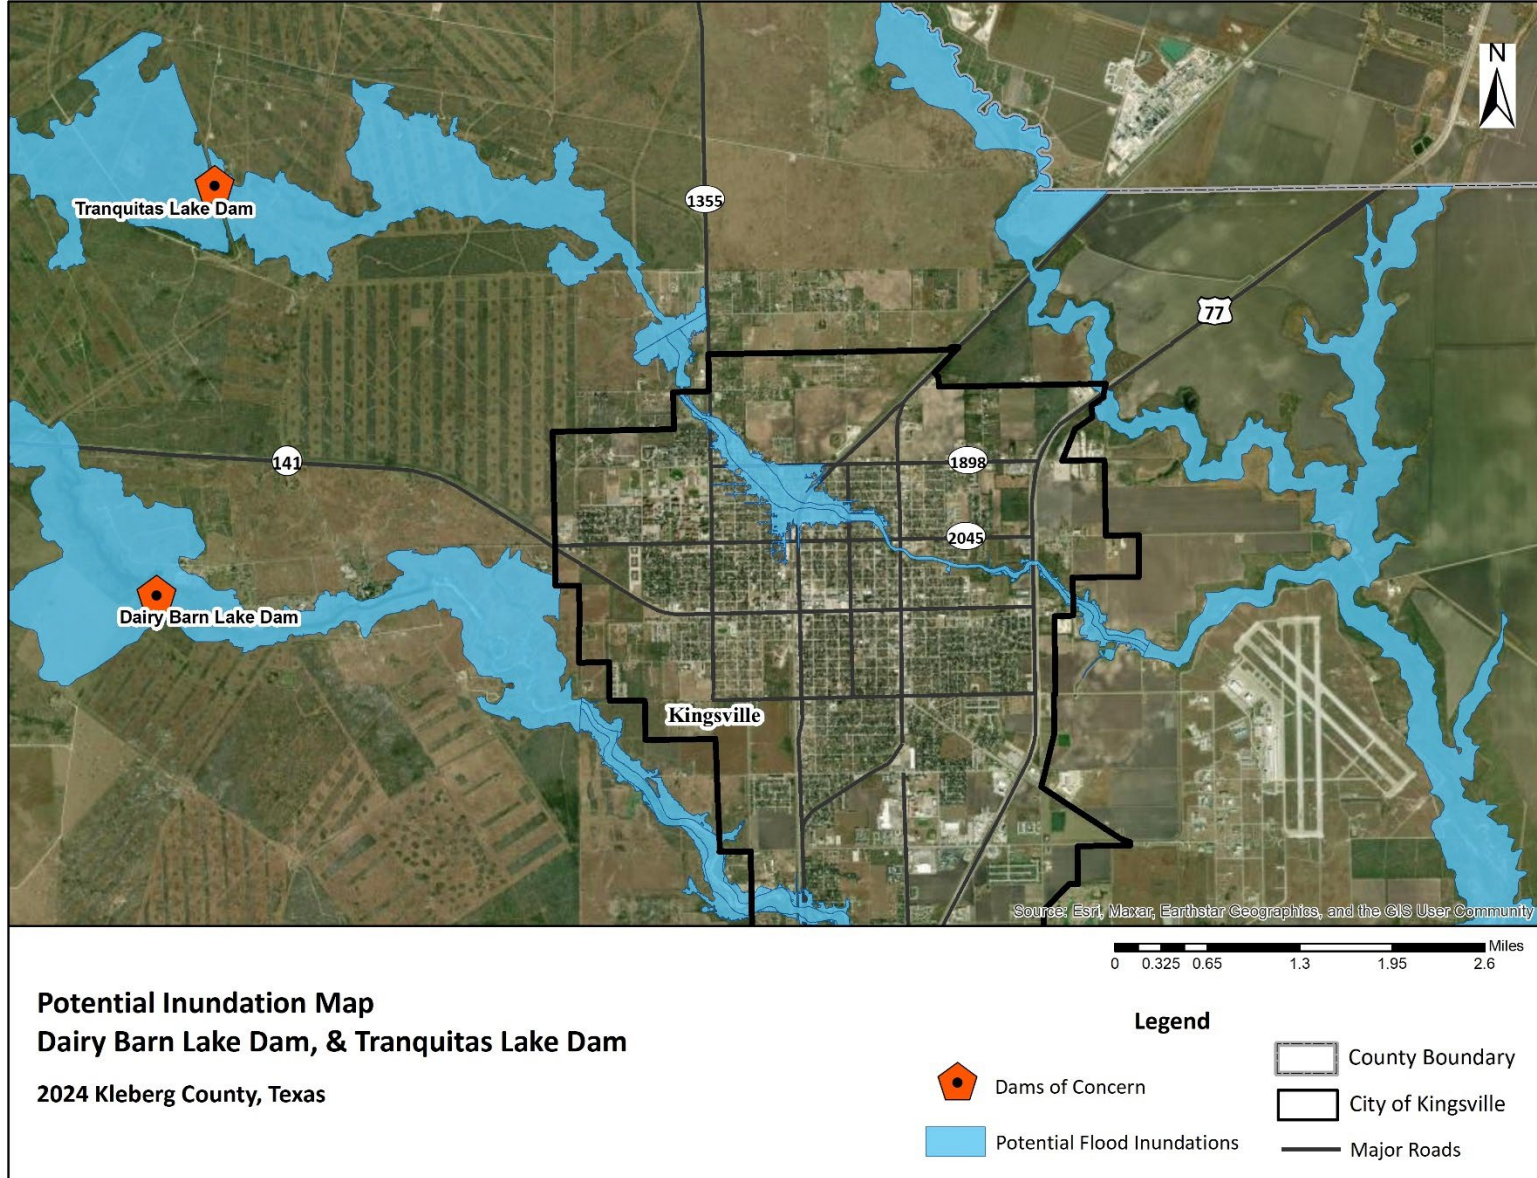 N
Tranquitas Lake Dam
1355
77
141
1898
2045
Dairy Barn Lake Dam
Kingsville
Source: Esri, Maxar, Earthstar Geographics, and the GIS User Community
Miles
0 0.325 0.65 1.3 1.95 2.6
Potential Inundation Map
Dairy Barn Lake Dam, & Tranquitas Lake Dam
2024 Kleberg County, Texas
Legend
Dams of Concern
Potential Flood Inundations
County Boundary
City of Kingsville
Major Roads